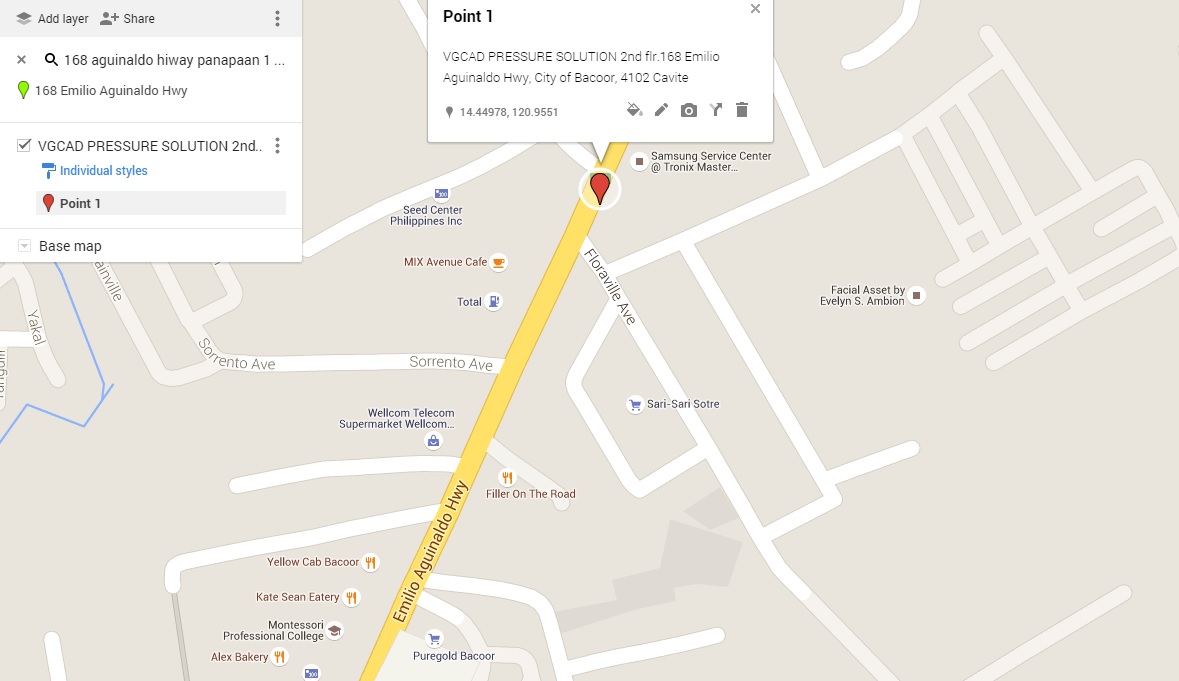 Add layer
Share
168 aguinaldo hiway panapaan 1 ...
168 Emilio Aguinaldo Hwy
VGCAD PRESSURE SOLUTION 2nd..
Individual styles
Point 1
Base map
Point 1
VGCAD PRESSURE SOLUTION 2nd flr.168 Emilio
Aguinaldo Hwy, City of Bacoor, 4102 Cavite
14.44978, 120.9551
Samsung Service Center
@ Tronix Master...
Seed Center
Philippines Inc
MIX Avenue Cafe
Total
Floraville Ave
Facial Asset by
Evelyn S. Ambion
Yakal
Sorrento Ave
Sorrento Ave
Sari-Sari Sotre
Wellcom Telecom
Supermarket Wellcom...
Filler On The Road
Emilio Aguinaldo Hwy
Yellow Cab Bacoor
Kate Sean Eatery
Montessori
Professional College
Alex Bakery
Puregold Bacoor